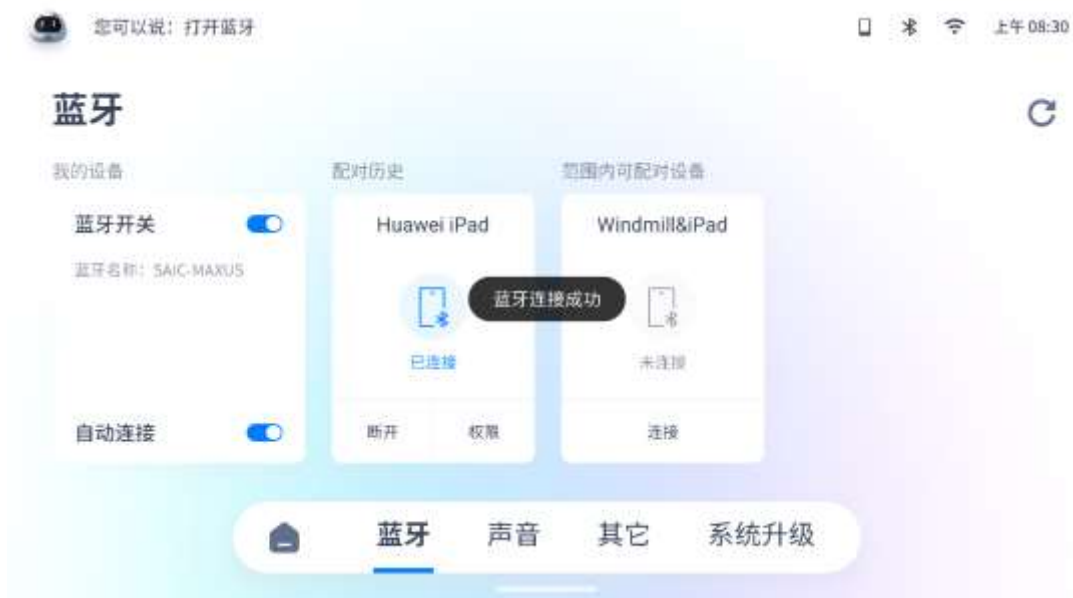 您可以说：打开蓝牙
上午 08:30
蓝牙
我的设备
配对历史
范围内可配对设备
蓝牙开关
Huawei iPad
Windmill&iPad
蓝牙名称：SAIC-MAXUS
蓝牙连接成功
已连接
未连接
自动连接
断开
权限
连接
蓝牙
声音
其它
系统升级